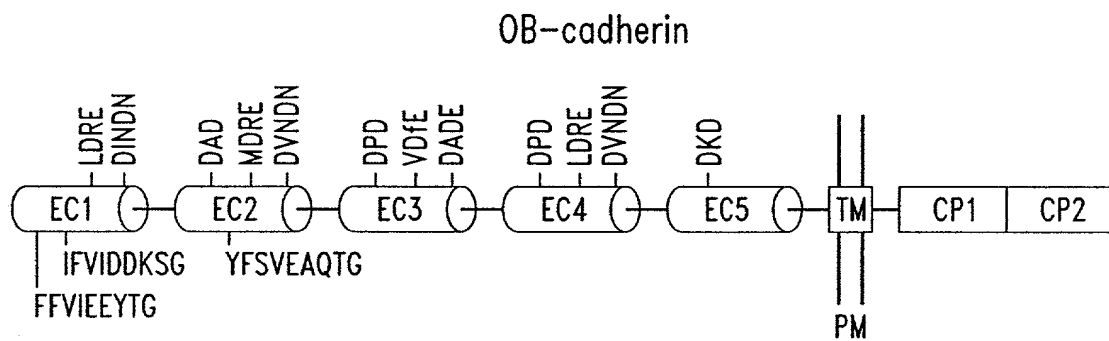 OB-cadherin
LDRE
DINDN
DAD
MDRE
DVNDN
DPD
VDfE
DADE
DPD
LDRE
DVNDN
DKD
EC1
EC2
EC3
EC4
EC5
TM
CP1
CP2
IFVIDDKSG
YFSVEAQTG
FFVIEEYTG
PM